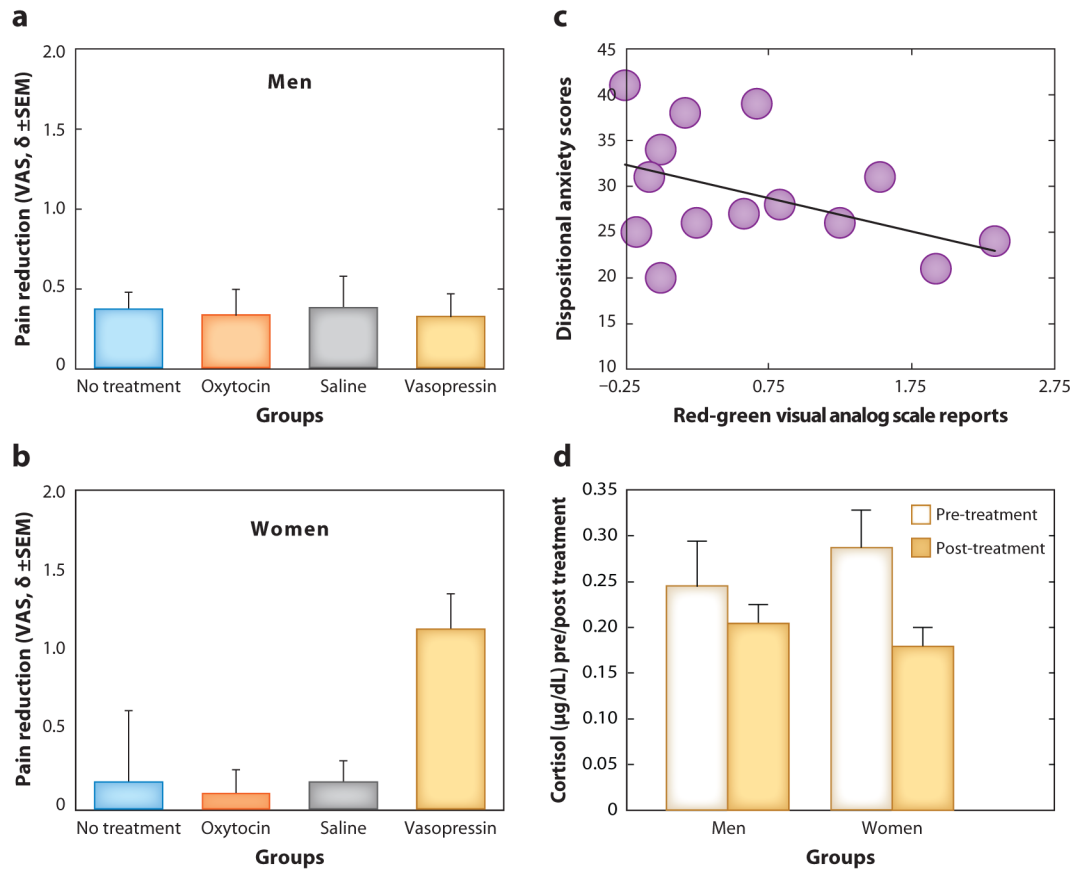 a
Pain reduction (VAS, δ ±SEM)
2.0
1.5
1.0
0.5
0
Men
No treatment
Oxytocin
Saline
Vasopressin
Groups
b
Pain reduction (VAS, δ ±SEM)
2.0
1.5
1.0
0.5
0
Women
No treatment
Oxytocin
Saline
Vasopressin
Groups
c
Dispositional anxiety scores
45
40
35
30
25
20
15
10
−0.25
0.75
1.75
2.75
Red-green visual analog scale reports
d
Cortisol (μg/dL) pre/post treatment
0.35
0.30
0.25
0.20
0.15
0.10
0.05
0
Pre-treatment
Post-treatment
Men
Women
Groups